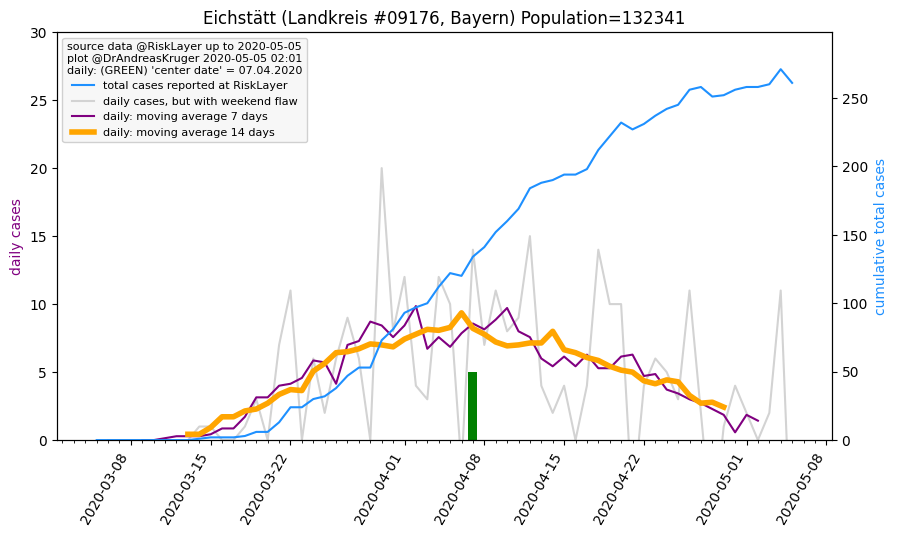 Eichstätt (Landkreis #09176, Bayern) Population=132341
source data @RiskLayer up to 2020-05-05
plot @DrAndreasKruger 2020-05-05 02:01
daily: (GREEN) 'center date' = 07.04.2020
total cases reported at RiskLayer
daily cases, but with weekend flaw
daily: moving average 7 days
daily: moving average 14 days
daily cases
30
25
20
15
10
5
0
cumulative total cases
250
200
150
100
50
0
2020-03-08
2020-03-15
2020-03-22
2020-04-01
2020-04-08
2020-04-15
2020-04-22
2020-05-01
2020-05-08